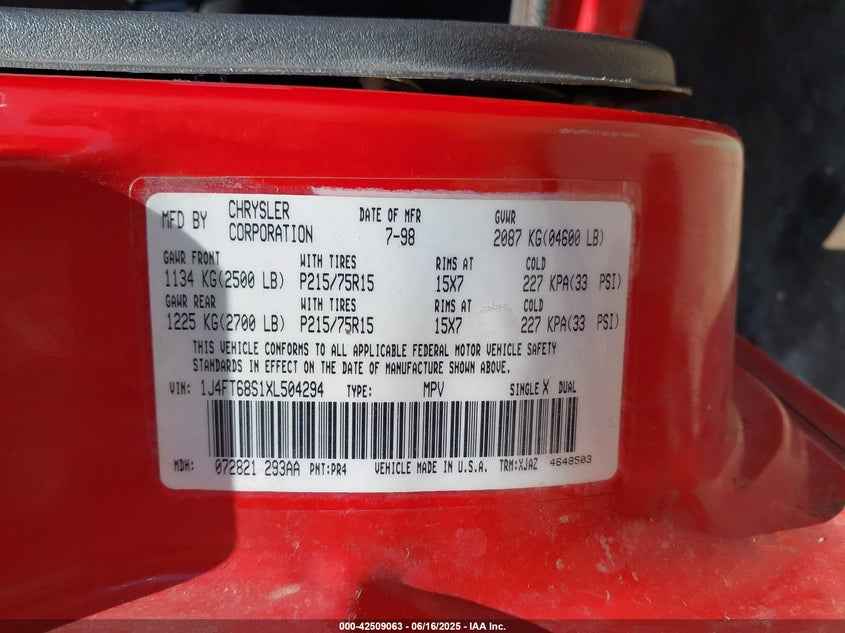 MFD BY CHRYSLER CORPORATION DATE OF MFR 7-98 GVWR 2087 KG(04600 LB)
GAWR FRONT WITH TIRES RIMS AT COLD
1134 KG(2500 LB) P215/75R15 15X7 227 KPA(33 PSI)
GAWR REAR WITH TIRES RIMS AT COLD
1225 KG(2700 LB) P215/75R15 15X7 227 KPA(33 PSI)
THIS VEHICLE CONFORMS TO ALL APPLICABLE FEDERAL MOTOR VEHICLE SAFETY
STANDARDS IN EFFECT ON THE DATE OF MANUFACTURE SHOWN ABOVE.
VIN: 1J4FT68S1XL504294 TYPE: MPV SINGLE X DUAL
MDH: 072821 293AA PNT:PR4 VEHICLE MADE IN U.S.A. TRM:XJAZ 4648503
000-42509063 - 06/16/2025 - IAA Inc.